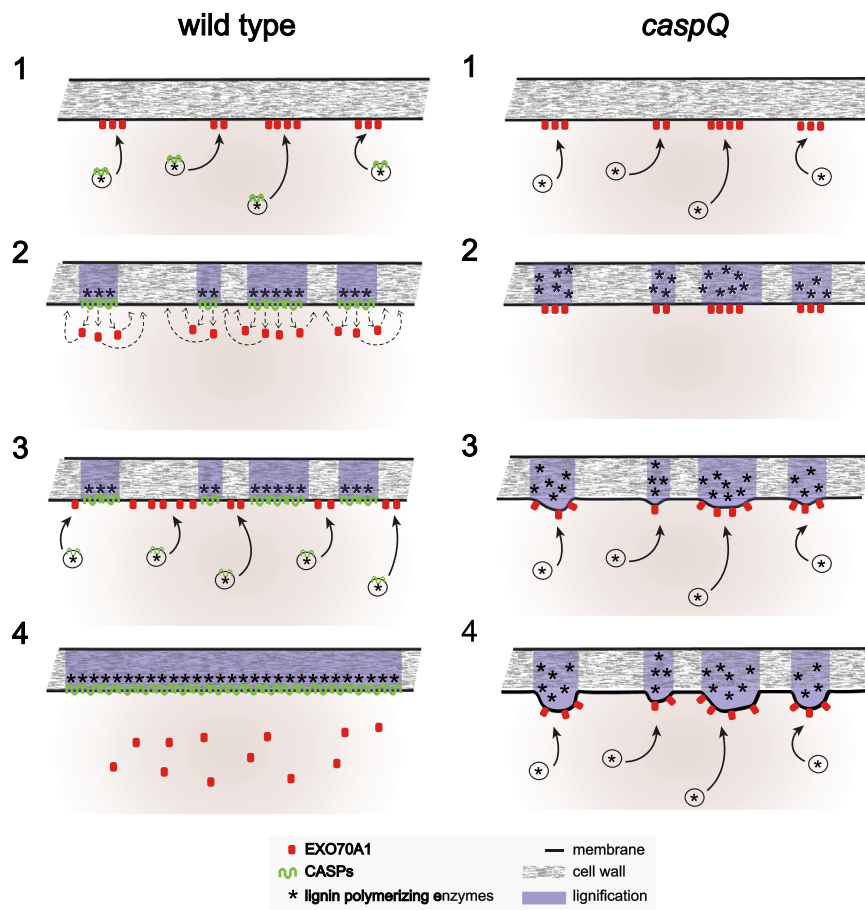 wild type
caspQ
1
1
2
2
3
3
4
4
EXO70A1
CASPs
lignin polymerizing enzymes
membrane
cell wall
lignification